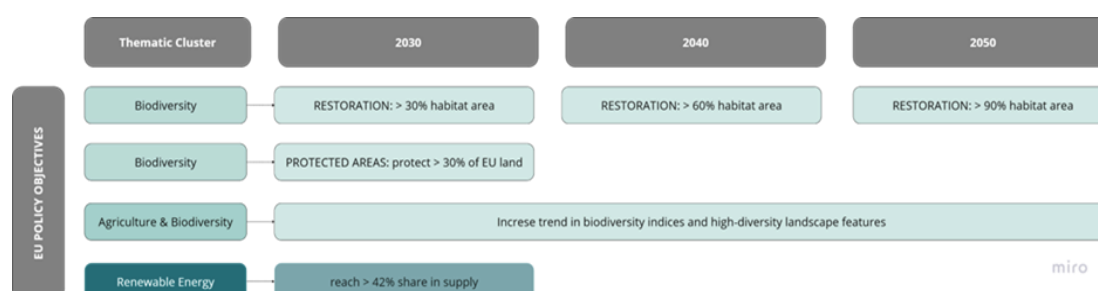 Thematic Cluster
2030
2040
2050
EU POLICY OBJECTIVES
Biodiversity
RESTORATION: > 30% habitat area
RESTORATION: > 60% habitat area
RESTORATION: > 90% habitat area
Biodiversity
PROTECTED AREAS: protect > 30% of EU land
Agriculture & Biodiversity
Increse trend in biodiversity indices and high-diversity landscape features
Renewable Energy
reach > 42% share in supply
miro